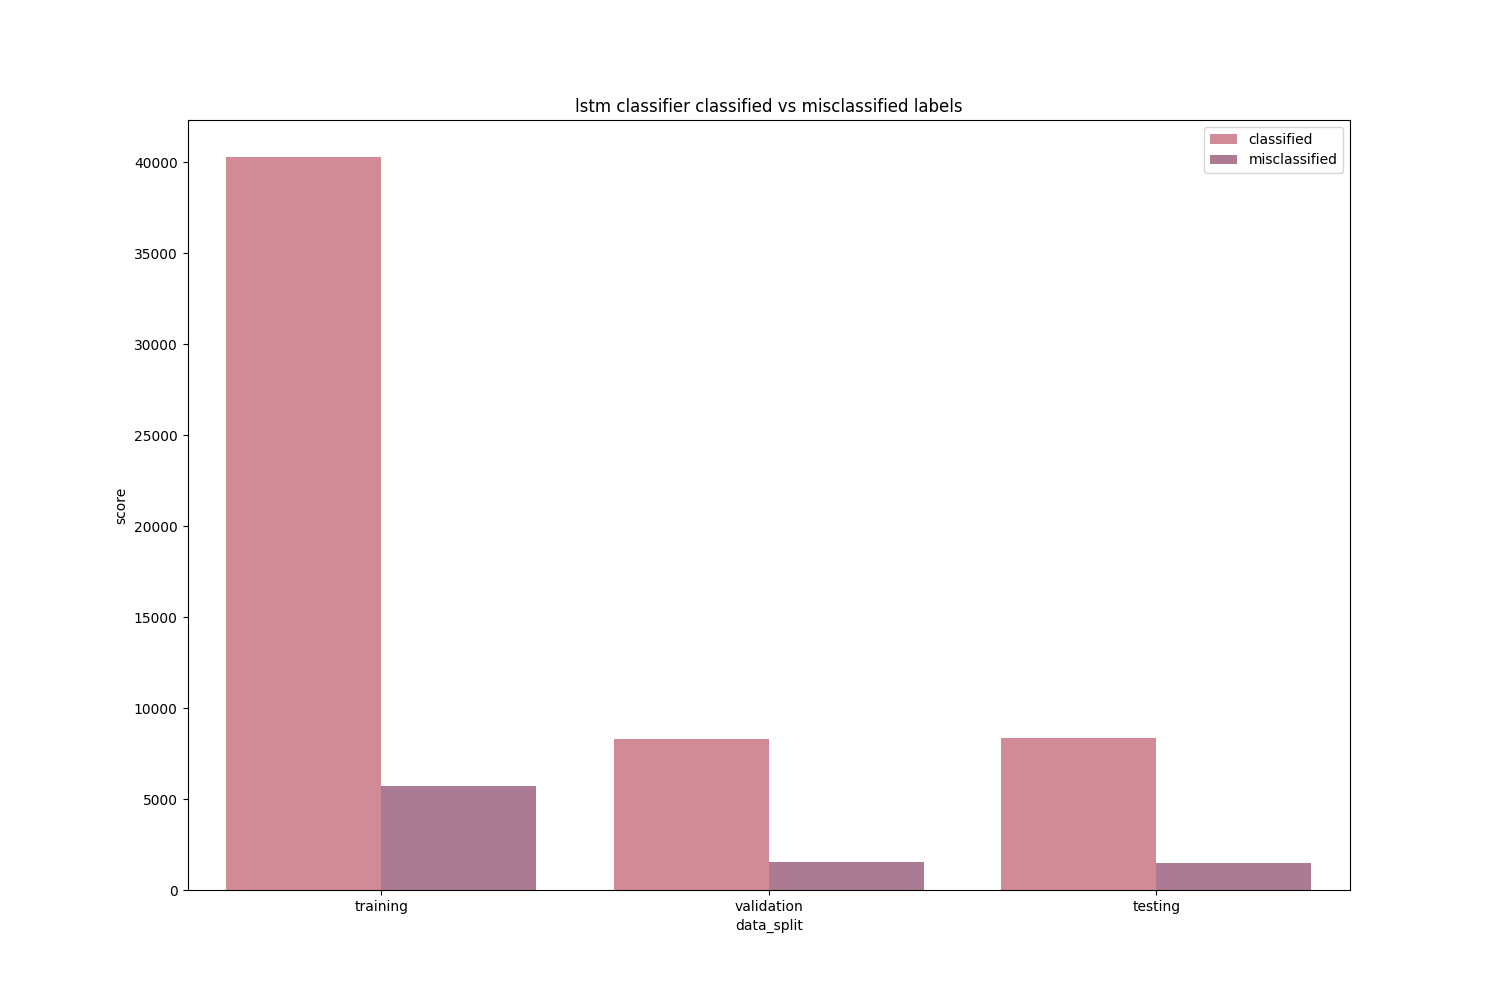 lstm classifier classified vs misclassified labels
classified
misclassified
40000
35000
30000
25000
20000
15000
10000
5000
0
score
training
validation
testing
data_split